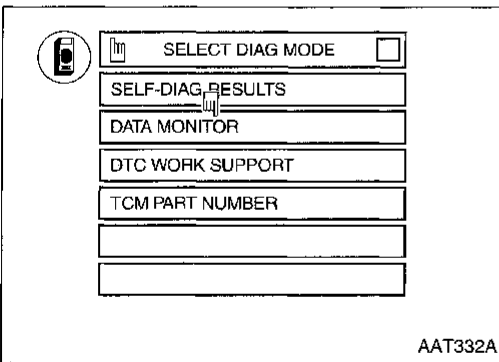 SELECT DIAG MODE
SELF-DIAG RESULTS
DATA MONITOR
DTC WORK SUPPORT
TCM PART NUMBER
AAT332A